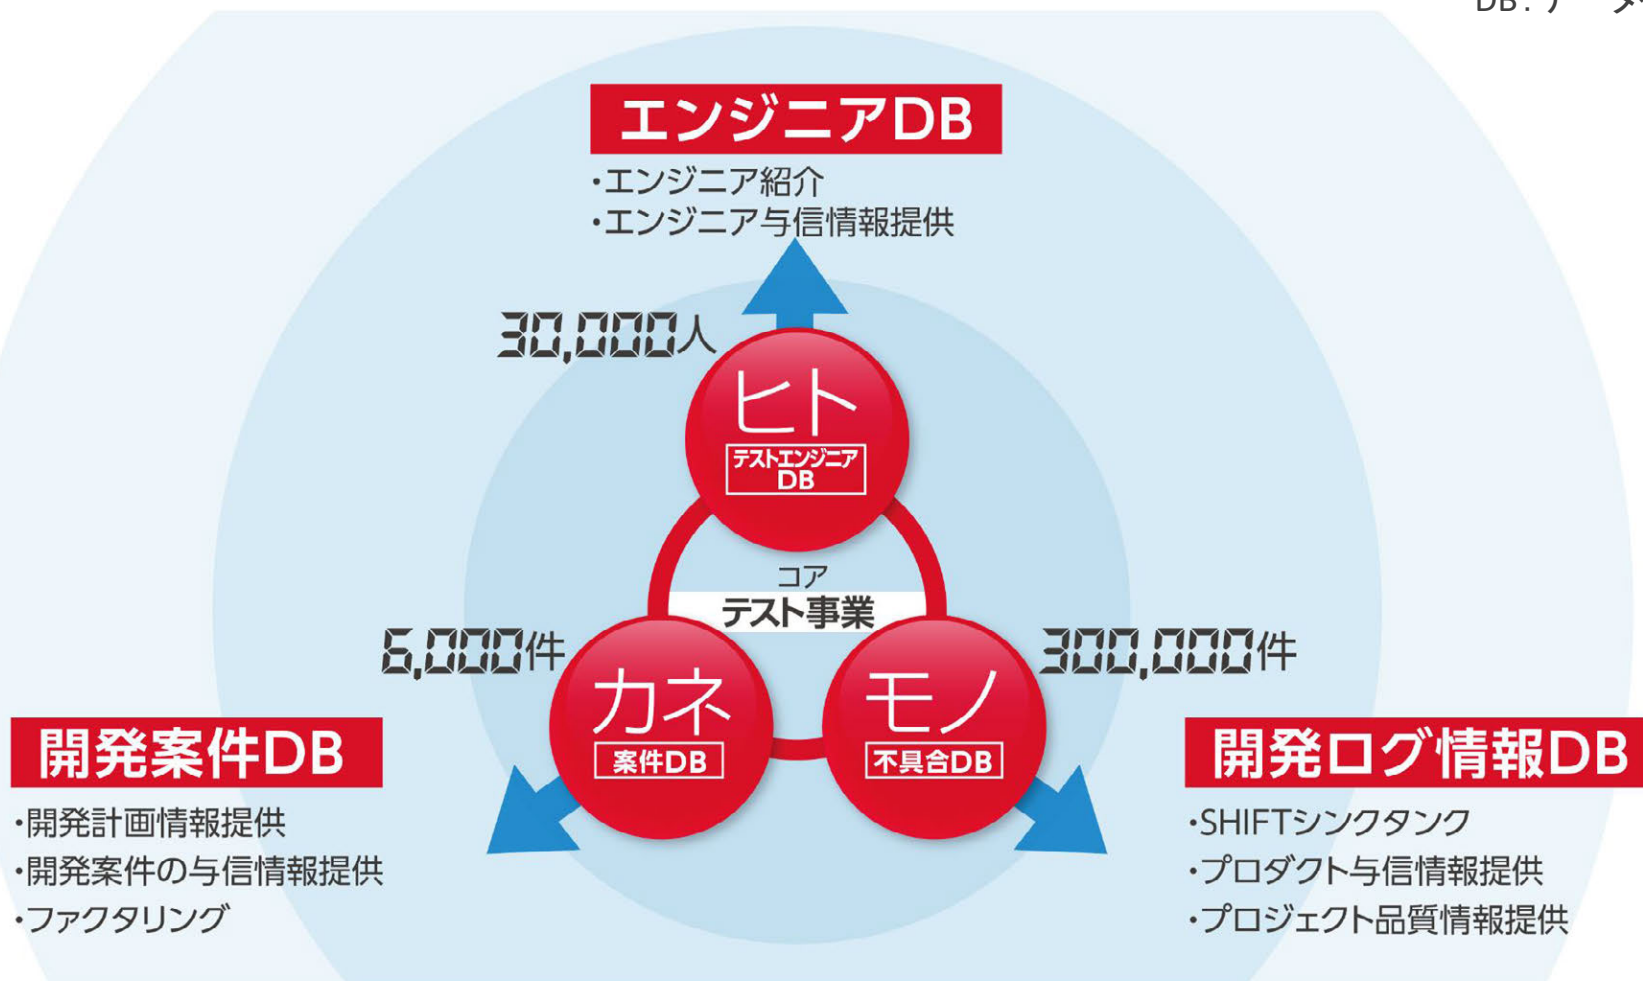 DB：データ
エンジニアDB
・エンジニア紹介
・エンジニア与信情報提供
30,000人
ヒト
テストエンジニア
DB
コア
テスト事業
6,000件
カネ
案件DB
300,000件
モノ
不具合DB
開発案件DB
・開発計画情報提供
・開発案件の与信情報提供
・ファクタリング
開発ログ情報DB
・SHIFTシンクタンク
・プロダクト与信情報提供
・プロジェクト品質情報提供